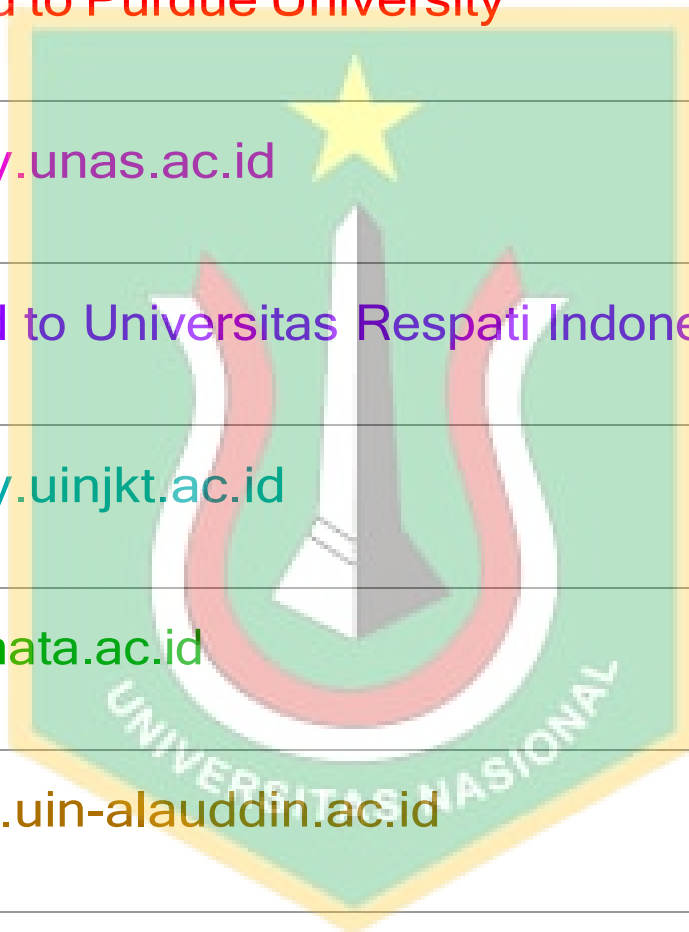 d to Purdue University
y.unas.ac.id
d to Universitas Respati Indone
y.uinjkt.ac.id
nata.ac.id
.uin-alauddin.ac.id
UNIVERSITAS NASIONAL